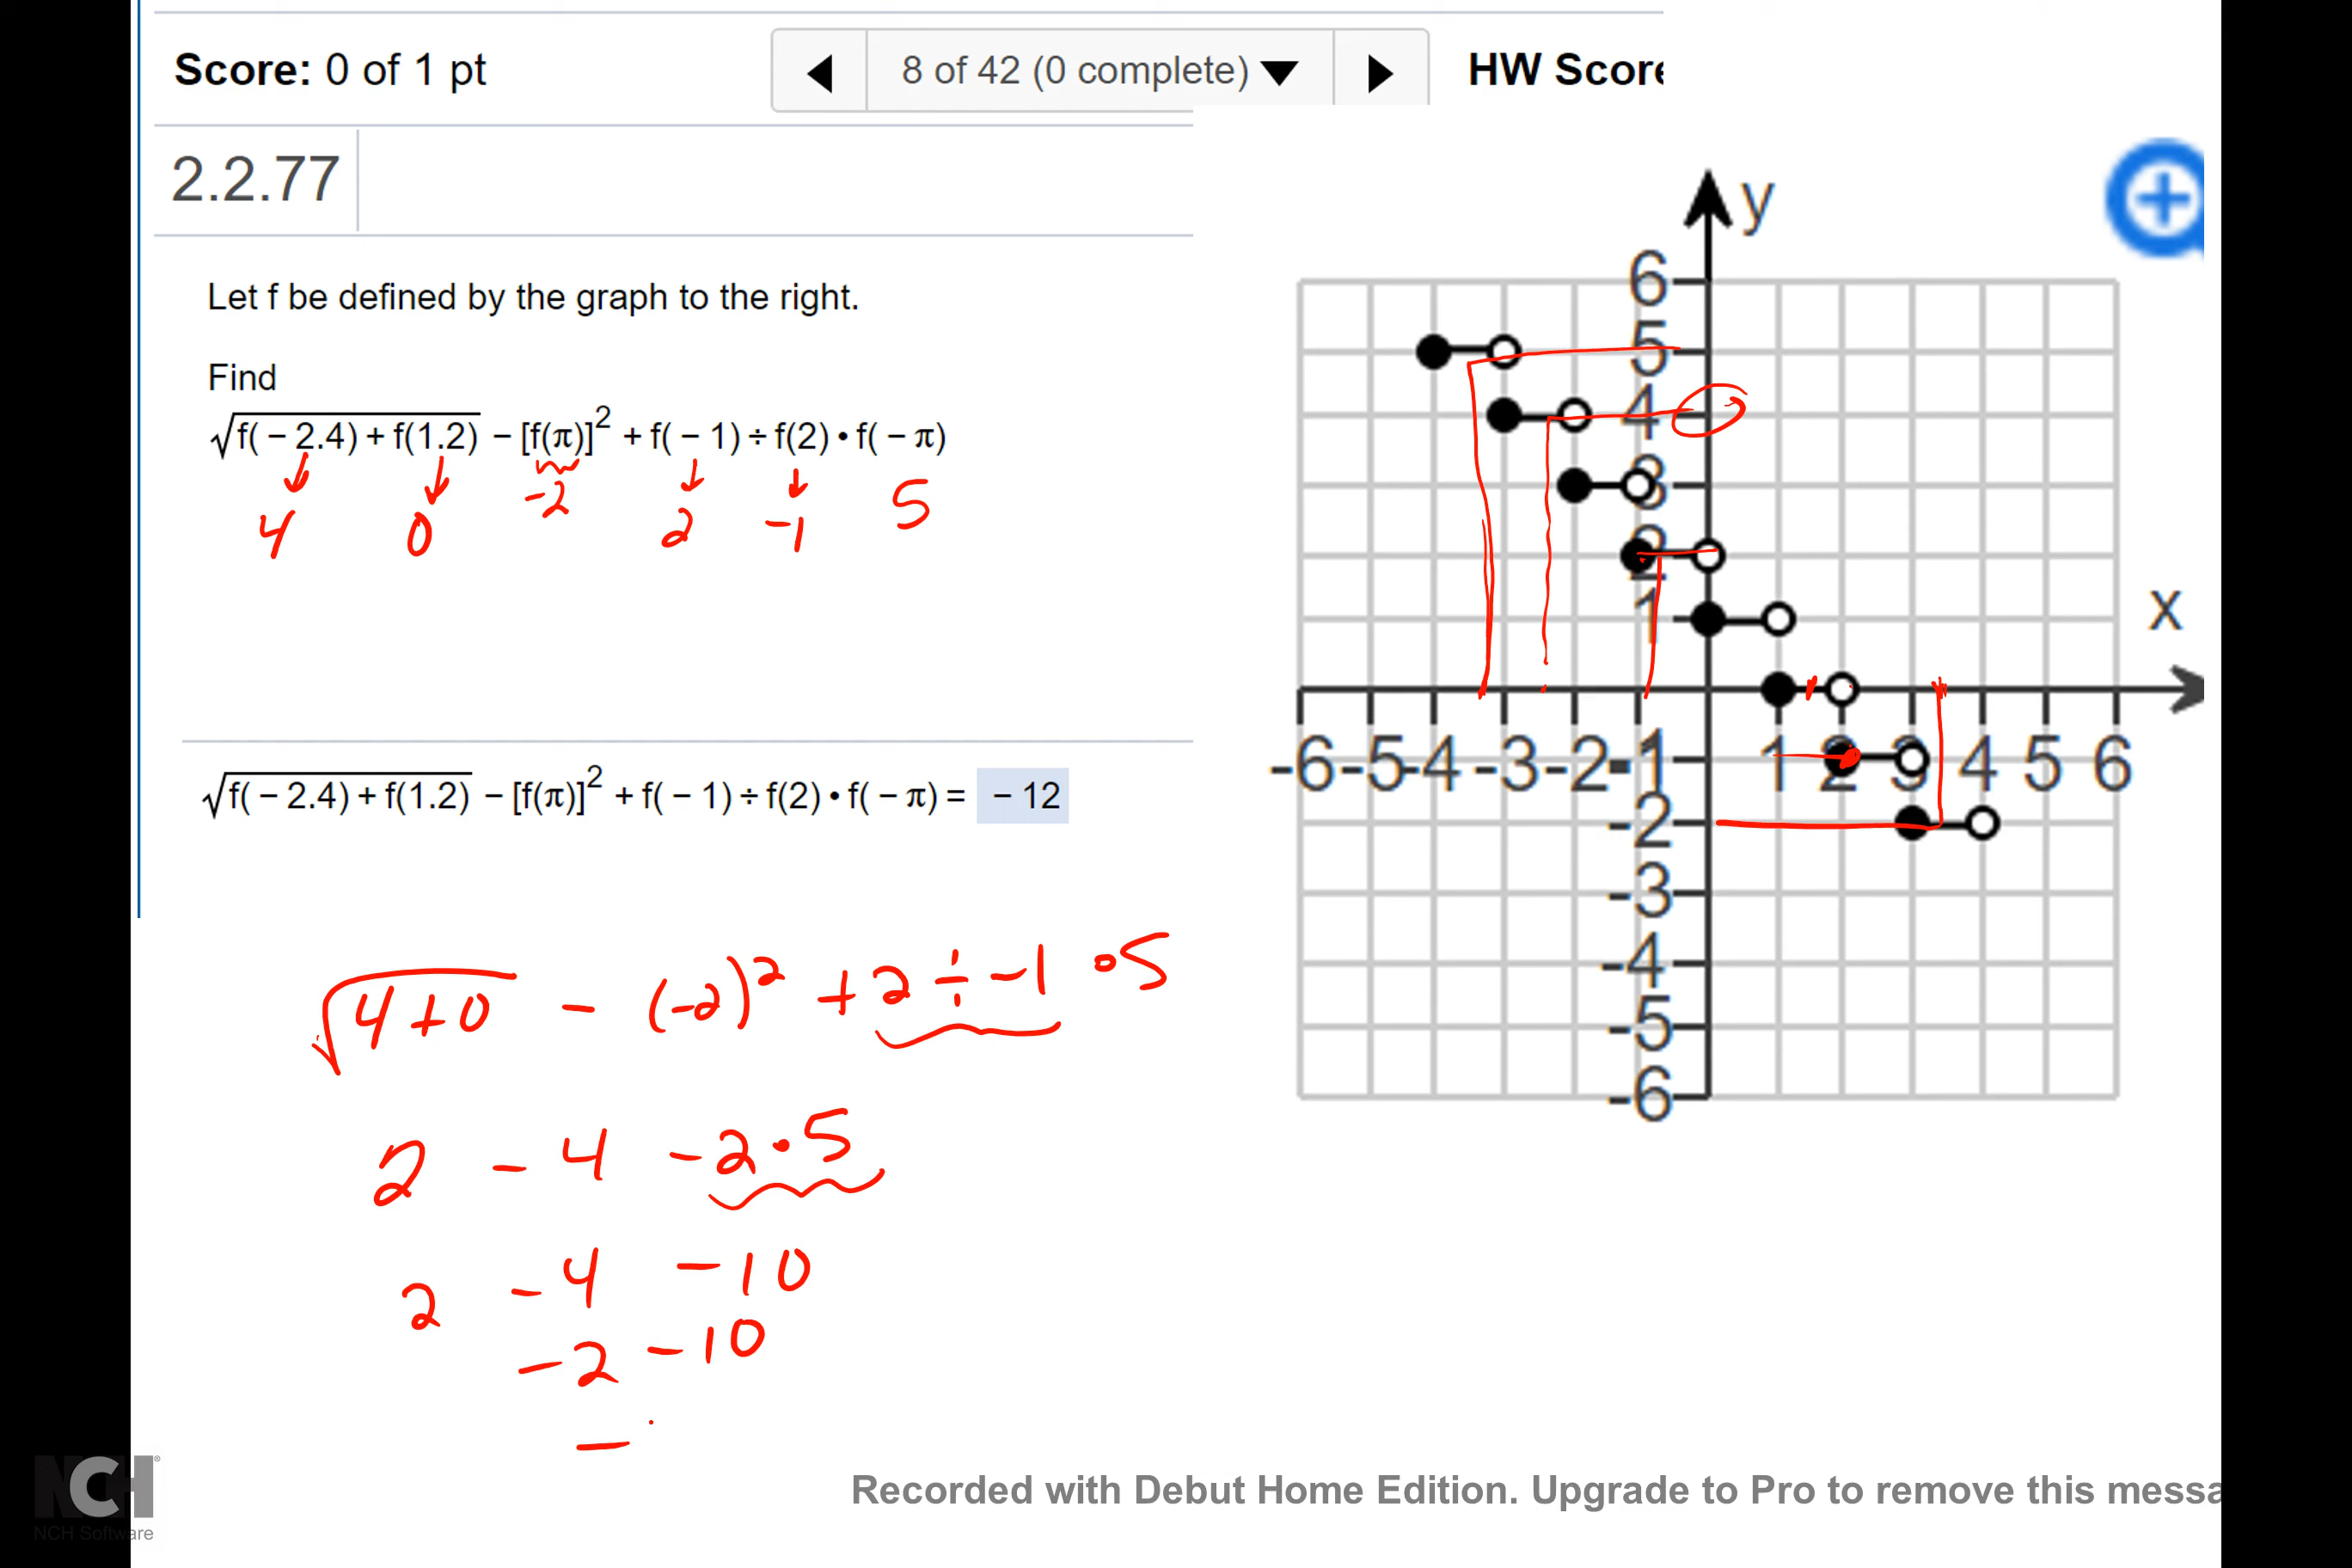 Score: 0 of 1 pt
8 of 42 (0 complete)
HW Score
2.2.77
Let f be defined by the graph to the right.
Find
√f( − 2.4) + f(1.2) − [f(π)]² + f( − 1) ÷ f(2) • f( − π)
4 0 -2 2 -1 5
√f( − 2.4) + f(1.2) − [f(π)]² + f( − 1) ÷ f(2) • f( − π) = − 12
√4+0 - (-2)² + 2 ÷ -1 • 5
2 - 4 - 2 • 5
2 - 4 - 10
-2 - 10
−
y
6
5
4
3
2
1
x
-6 -5 -4 -3 -2 -1 1 2 3 4 5 6
-2
-3
-4
-5
-6
NCH®
NCH Software
Recorded with Debut Home Edition. Upgrade to Pro to remove this messa